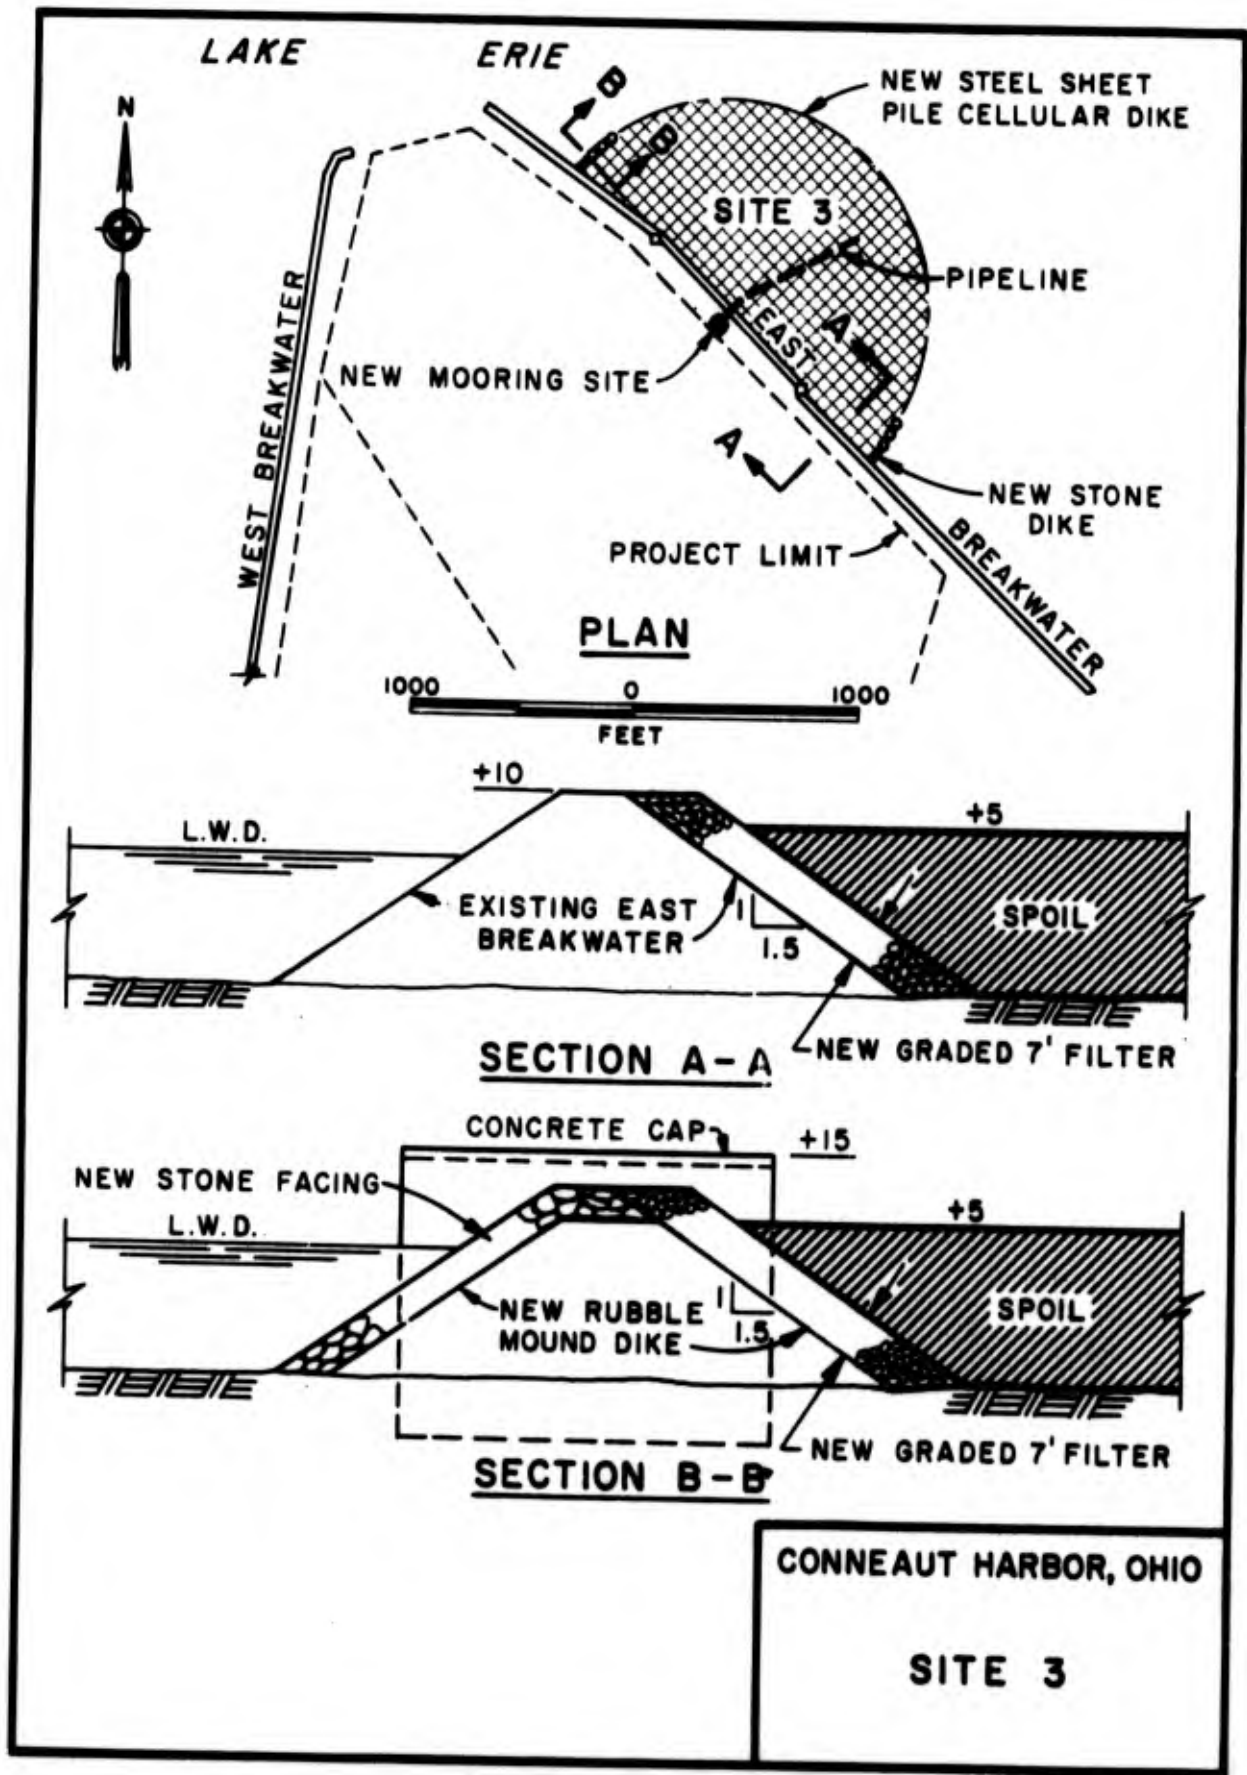 LAKE ERIE
N
B
B
NEW STEEL SHEET
PILE CELLULAR DIKE
SITE 3
PIPELINE
EAST
A
NEW MOORING SITE
A
WEST BREAKWATER
NEW STONE
DIKE
BREAKWATER
PROJECT LIMIT
PLAN
1000 0 1000
FEET
+10
L.W.D.
+5
EXISTING EAST
BREAKWATER
1
1.5
SPOIL
NEW GRADED 7' FILTER
SECTION A-A
CONCRETE CAP
+15
NEW STONE FACING
L.W.D.
+5
NEW RUBBLE
MOUND DIKE
1
1.5
SPOIL
NEW GRADED 7' FILTER
SECTION B-B
CONNEAUT HARBOR, OHIO
SITE 3